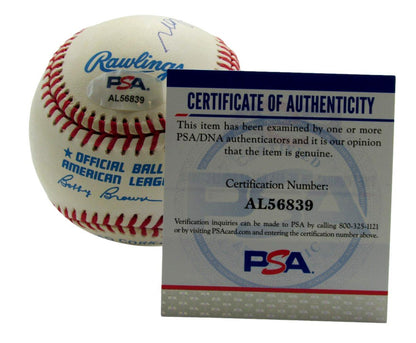 Rawlings
PSA
AL56839
OFFICIAL BALL
AMERICAN LEAG
Bobby Brown
CERTIFICATE OF AUTHENTICITY
This item has been examined by one or more
PSA/DNA authenticators and it is our opinion
that the item is genuine.
Certification Number:
AL56839
Verification inquiries can be made to PSA by calling 800-325-1121
or by visiting PSAcard.com and entering the certification number above.
PSA